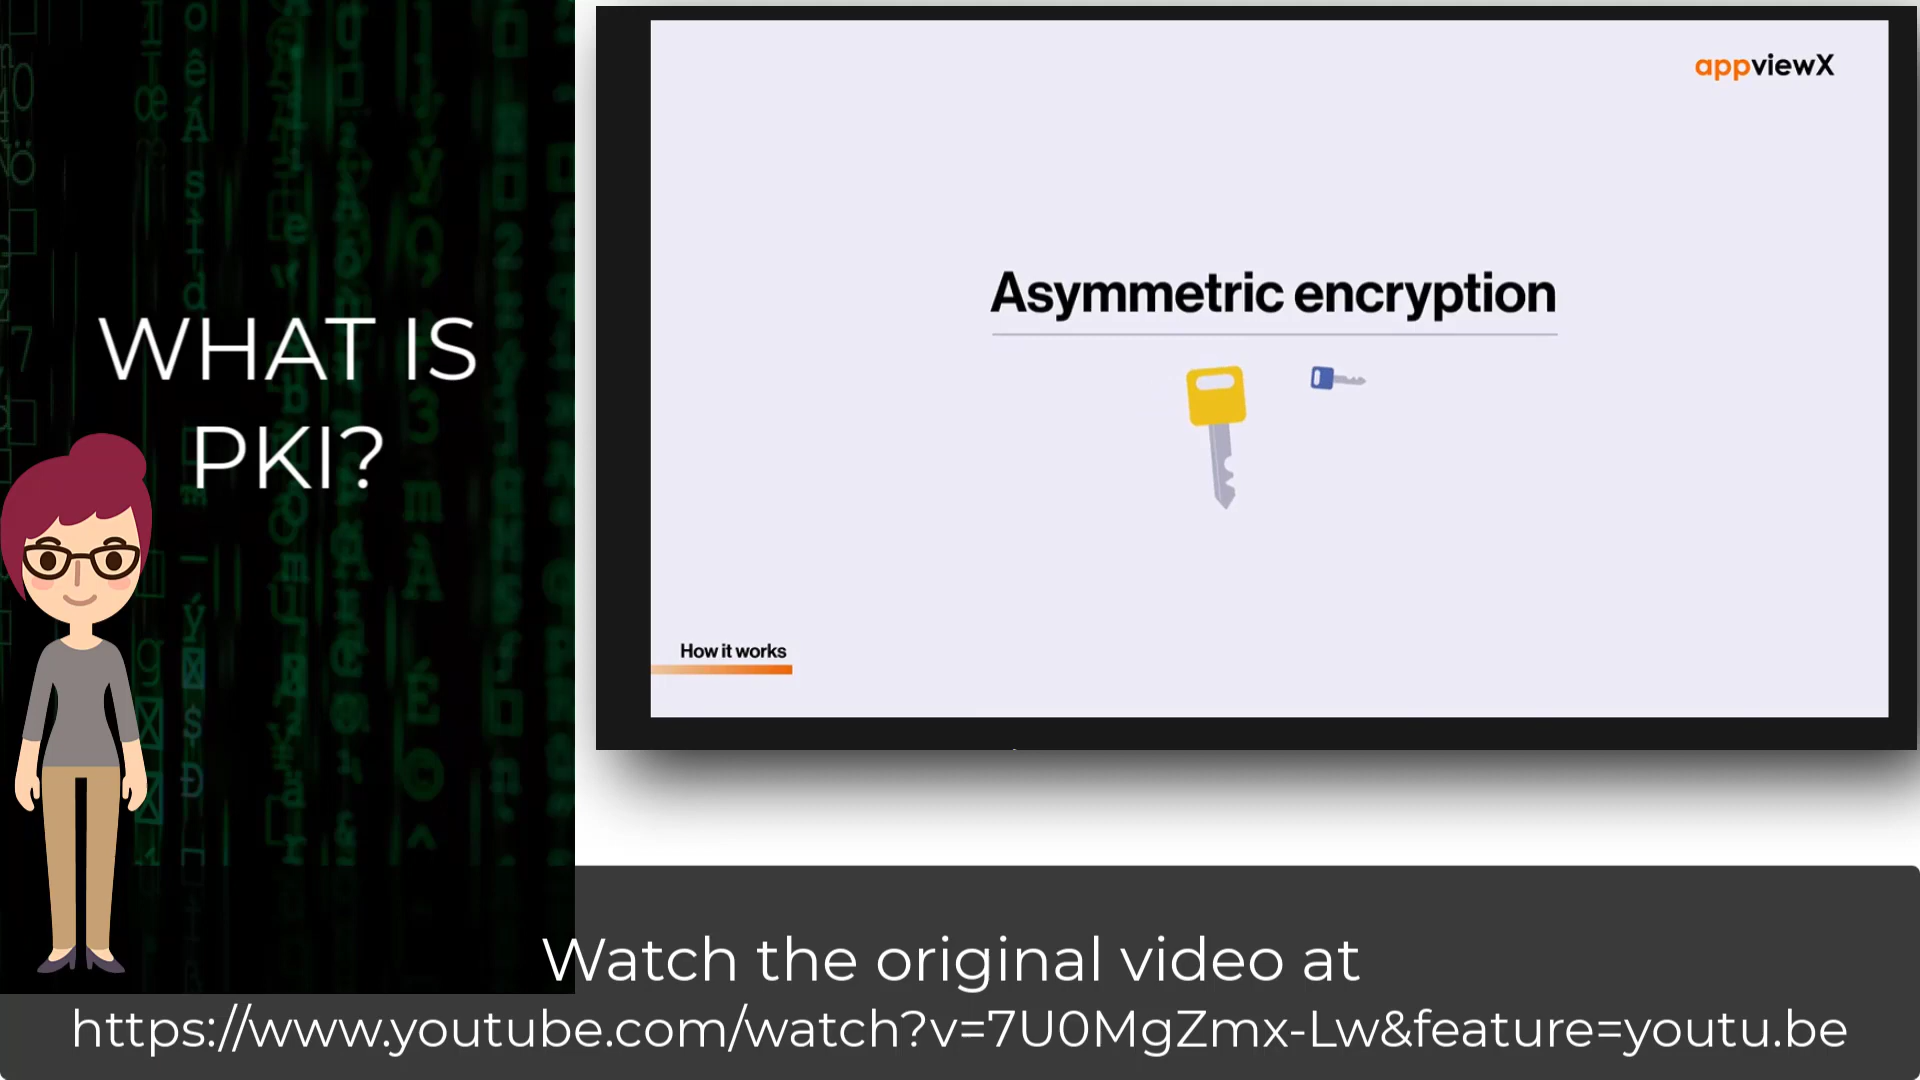 WHAT IS
PKI?
appviewX
Asymmetric encryption
How it works
Watch the original video at
https://www.youtube.com/watch?v=7U0MgZmx-Lw&feature=youtu.be